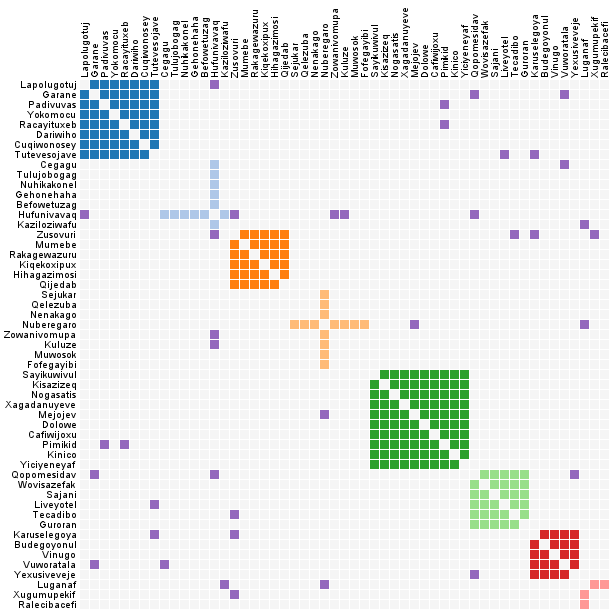 Lapolugotuj
Garane
Padivuvas
Yokomocu
Racayituxeb
Dariwiho
Cuqiwonosey
Tutevesojave
Cegagu
Tulujobogag
Nuhikakonel
Gehonehaha
Befowetuzag
Hufunivavaq
Kaziloziwafu
Zusovuri
Mumebe
Rakagewazuru
Kiqekoxipux
Hihagazimosi
Qijedab
Sejukar
Qelezuba
Nenakago
Nuberegaro
Zowanivomupa
Kuluze
Muwosok
Fofegayibi
Sayikuwivul
Kisazizeq
Nogasatis
Xagadanuyeve
Mejojev
Dolowe
Cafiwijoxu
Pimikid
Kinico
Yiciyeneyaf
Qopomesidav
Wovisazefak
Sajani
Liveyotel
Tecadibo
Guroran
Karuselegoya
Budegoyonul
Vinugo
Vuworatala
Yexusiveveje
Luganaf
Xugumupekif
Ralecibacefi
Lapolugotuj
Garane
Padivuvas
Yokomocu
Racayituxeb
Dariwiho
Cuqiwonosey
Tutevesojave
Cegagu
Tulujobogag
Nuhikakonel
Gehonehaha
Befowetuzag
Hufunivavaq
Kaziloziwafu
Zusovuri
Mumebe
Rakagewazuru
Kiqekoxipux
Hihagazimosi
Qijedab
Sejukar
Qelezuba
Nenakago
Nuberegaro
Zowanivomupa
Kuluze
Muwosok
Fofegayibi
Sayikuwivul
Kisazizeq
Nogasatis
Xagadanuyeve
Mejojev
Dolowe
Cafiwijoxu
Pimikid
Kinico
Yiciyeneyaf
Qopomesidav
Wovisazefak
Sajani
Liveyotel
Tecadibo
Guroran
Karuselegoya
Budegoyonul
Vinugo
Vuworatala
Yexusiveveje
Luganaf
Xugumupekif
Ralecibacefi